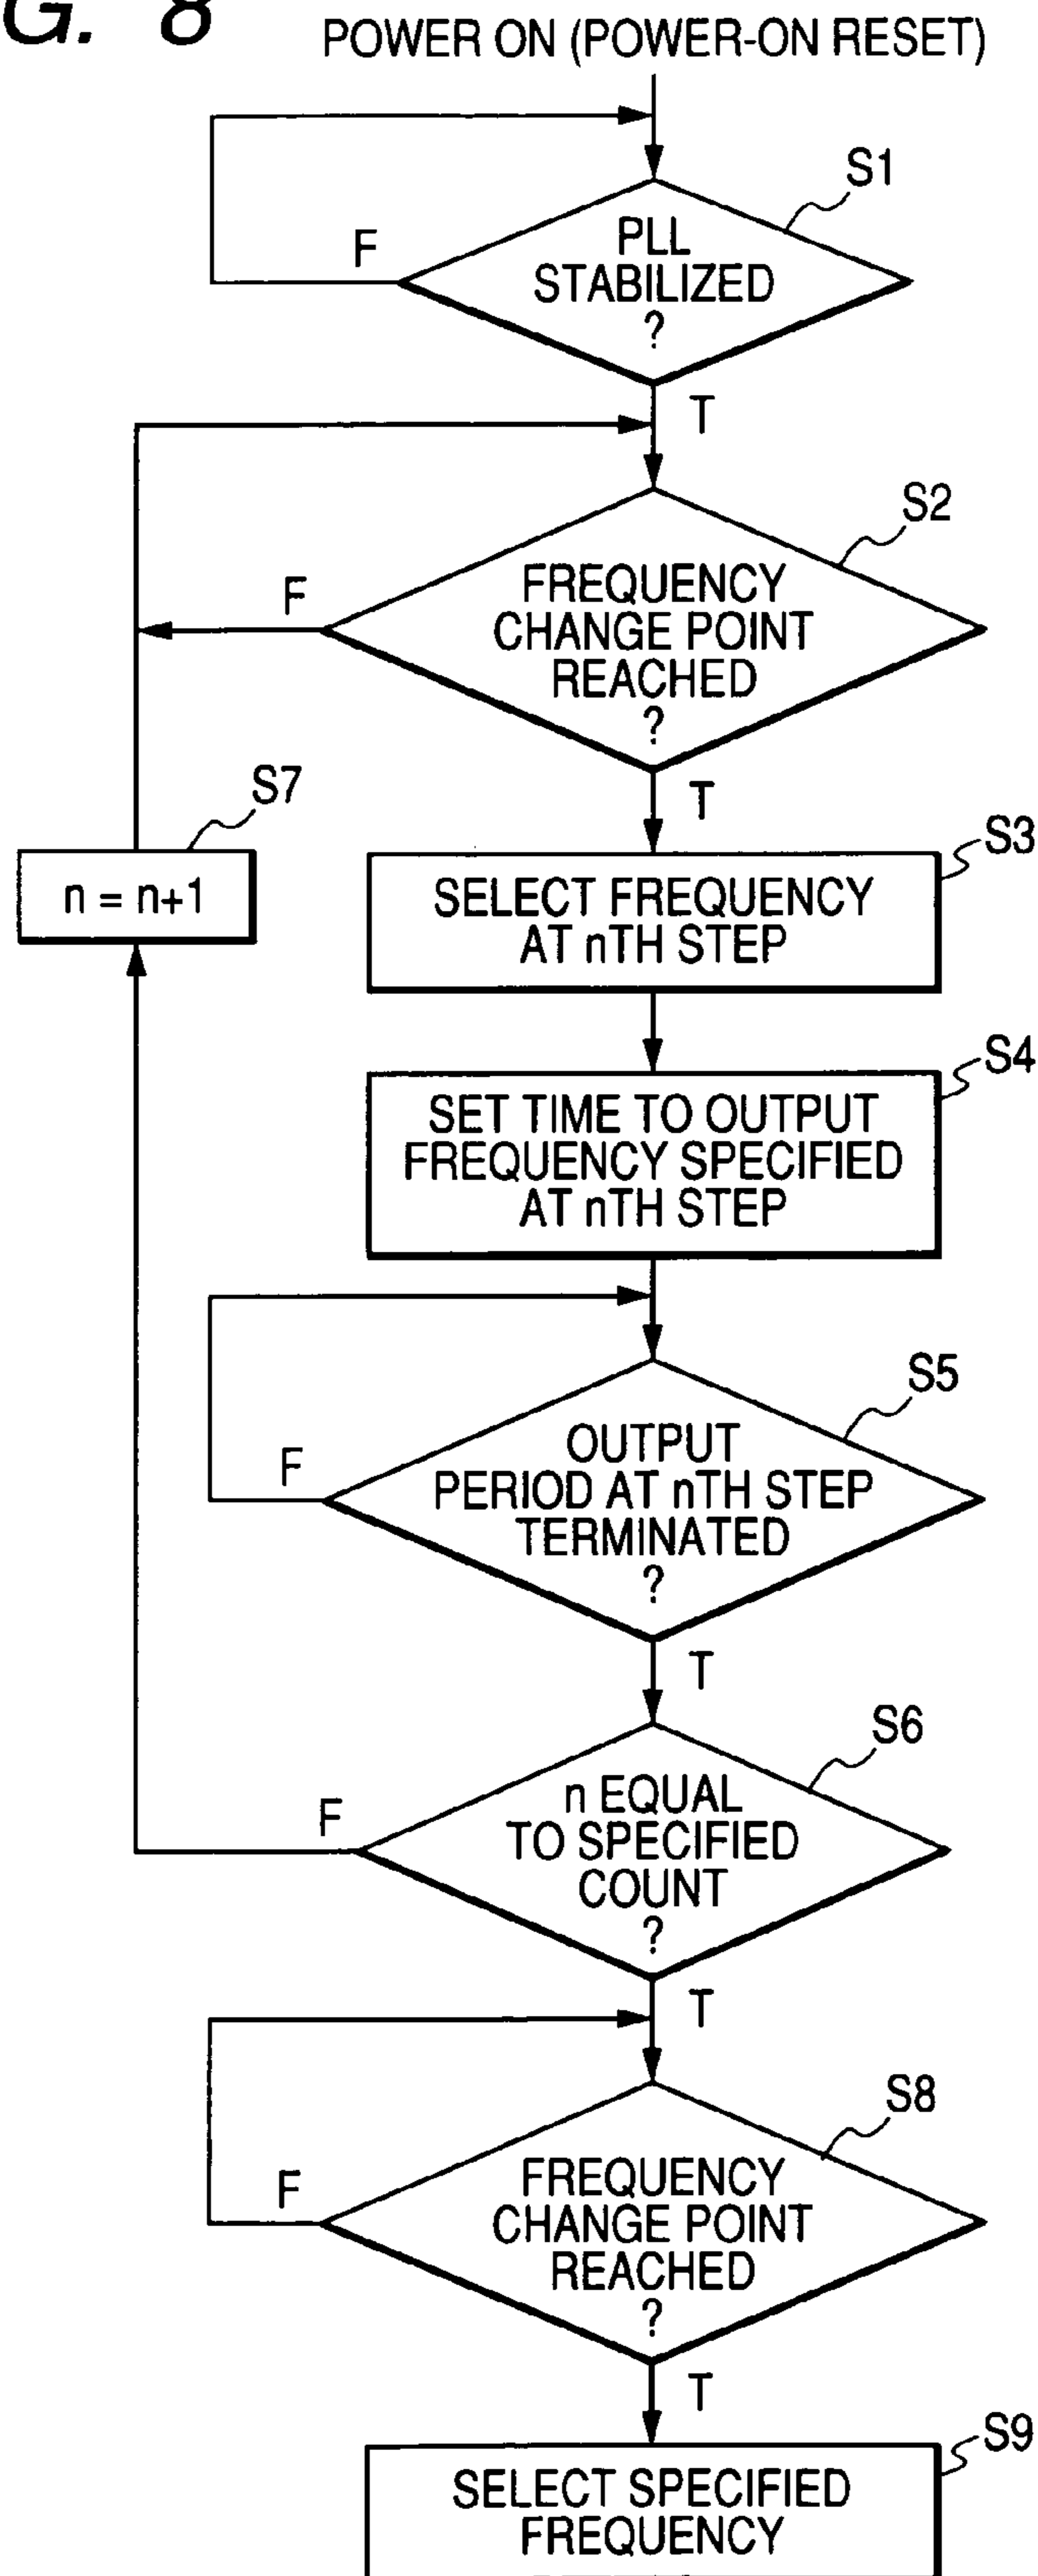 G. 8
POWER ON (POWER-ON RESET)
S1
PLL
STABILIZED
?
F
T
S2
FREQUENCY
CHANGE POINT
REACHED
?
F
T
S7
n = n+1
S3
SELECT FREQUENCY
AT nTH STEP
S4
SET TIME TO OUTPUT
FREQUENCY SPECIFIED
AT nTH STEP
S5
OUTPUT
PERIOD AT nTH STEP
TERMINATED
?
F
T
S6
n EQUAL
TO SPECIFIED
COUNT
?
F
T
S8
FREQUENCY
CHANGE POINT
REACHED
?
F
T
S9
SELECT SPECIFIED
FREQUENCY